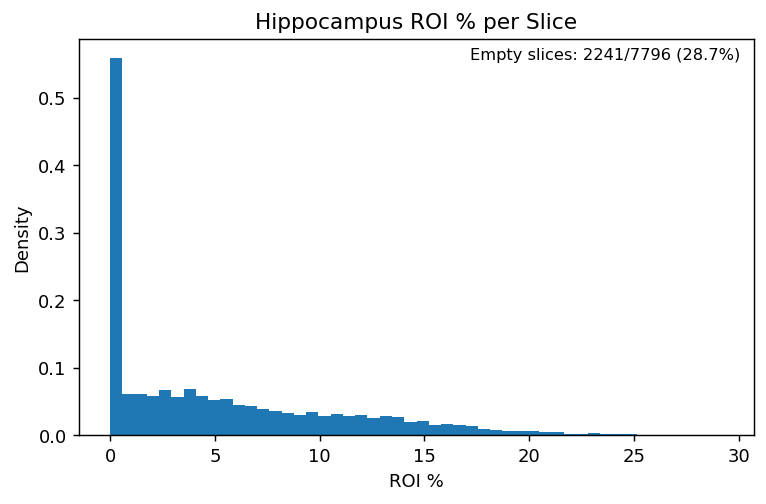 Hippocampus ROI % per Slice
Empty slices: 2241/7796 (28.7%)
Density
0.5
0.4
0.3
0.2
0.1
0.0
0 5 10 15 20 25 30
ROI %